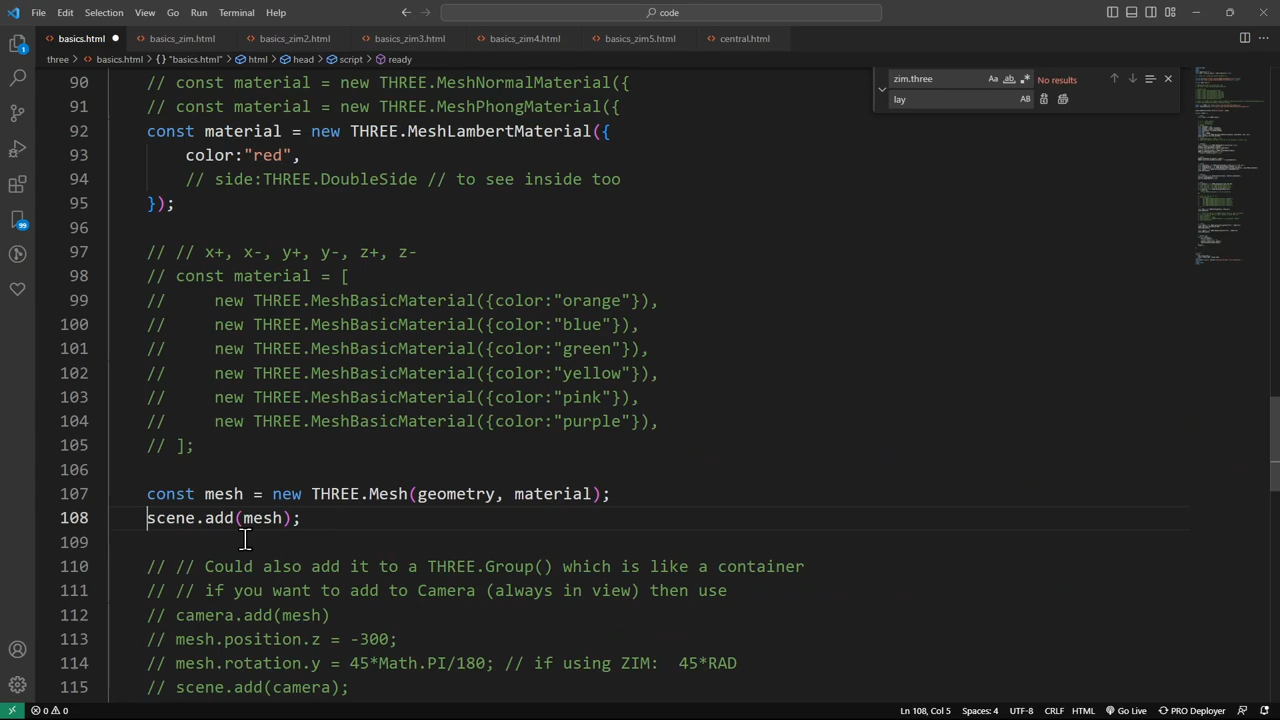 File Edit Selection View Go Run Terminal Help
code
basics.html basics_zim.html basics_zim2.html basics_zim3.html basics_zim4.html basics_zim5.html central.html
three > basics.html > {} "basics.html" > html > head > script > ready
zim.three Aa ab .* No results
lay AB
90 // const material = new THREE.MeshNormalMaterial({
91 // const material = new THREE.MeshPhongMaterial({
92 const material = new THREE.MeshLambertMaterial({
93 color:"red",
94 // side:THREE.DoubleSide // to see inside too
95 });
96
97 // // x+, x-, y+, y-, z+, z-
98 // const material = [
99 // new THREE.MeshBasicMaterial({color:"orange"}),
100 // new THREE.MeshBasicMaterial({color:"blue"}),
101 // new THREE.MeshBasicMaterial({color:"green"}),
102 // new THREE.MeshBasicMaterial({color:"yellow"}),
103 // new THREE.MeshBasicMaterial({color:"pink"}),
104 // new THREE.MeshBasicMaterial({color:"purple"}),
105 // ];
106
107 const mesh = new THREE.Mesh(geometry, material);
108 scene.add(mesh);
109
110 // // Could also add it to a THREE.Group() which is like a container
111 // // if you want to add to Camera (always in view) then use
112 // camera.add(mesh)
113 // mesh.position.z = -300;
114 // mesh.rotation.y = 45*Math.PI/180; // if using ZIM: 45*RAD
115 // scene.add(camera);
1
99
0 0 Ln 108, Col 5 Spaces: 4 UTF-8 CRLF HTML Go Live PRO Deployer